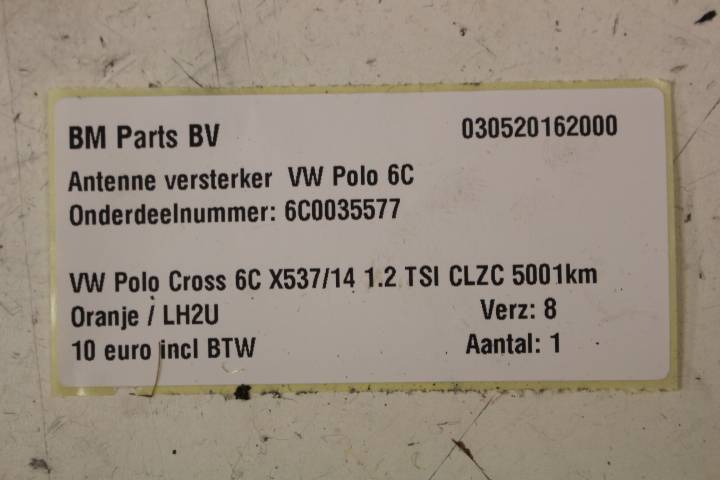 BM Parts BV 030520162000
Antenne versterker VW Polo 6C
Onderdeelnummer: 6C0035577
VW Polo Cross 6C X537/14 1.2 TSI CLZC 5001km
Oranje / LH2U Verz: 8
10 euro incl BTW Aantal: 1